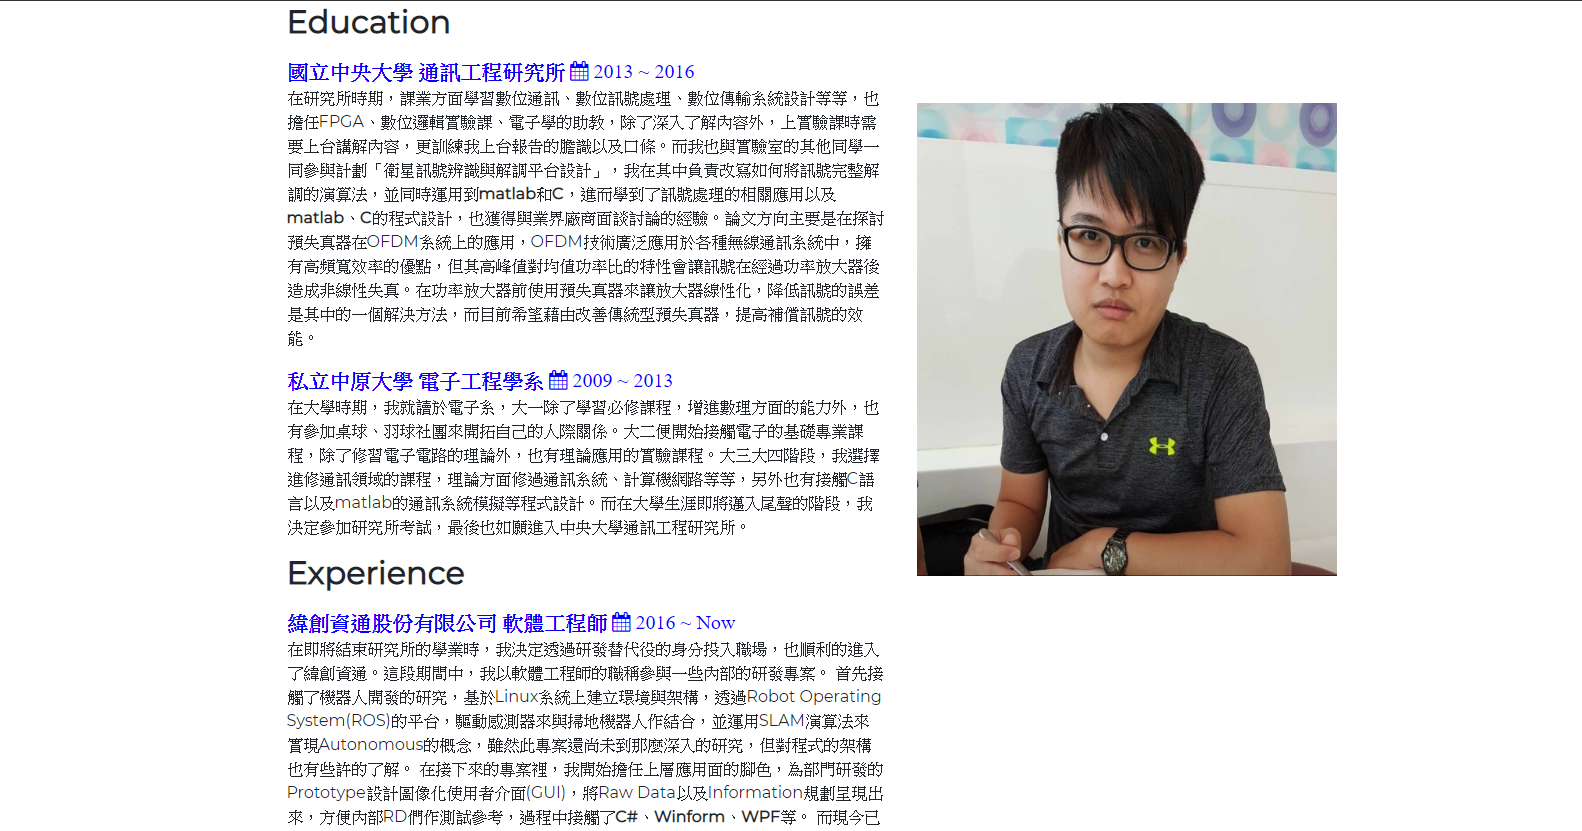 Education
國立中央大學 通訊工程研究所 2013 ~ 2016
在研究所時期，課業方面學習數位通訊、數位訊號處理、數位傳輸系統設計等等，也
擔任FPGA、數位邏輯實驗課、電子學的助教，除了深入了解內容外，上實驗課時需
要上台講解內容，更訓練我上台報告的膽識以及口條。而我也與實驗室的其他同學一
同參與計劃「衛星訊號辨識與解調平台設計」，我在其中負責改寫如何將訊號完整解
調的演算法，並同時運用到matlab和C，進而學到了訊號處理的相關應用以及
matlab、C的程式設計，也獲得與業界廠商面談討論的經驗。論文方向主要是在探討
預失真器在OFDM系統上的應用，OFDM技術廣泛應用於各種無線通訊系統中，擁
有高頻寬效率的優點，但其高峰值對均值功率比的特性會讓訊號在經過功率放大器後
造成非線性失真。在功率放大器前使用預失真器來讓放大器線性化，降低訊號的誤差
是其中的一個解決方法，而目前希望藉由改善傳統型預失真器，提高補償訊號的效
能。
私立中原大學 電子工程學系 2009 ~ 2013
在大學時期，我就讀於電子系，大一除了學習必修課程，增進數理方面的能力外，也
有參加桌球、羽球社團來開拓自己的人際關係。大二便開始接觸電子的基礎專業課
程，除了修習電子電路的理論外，也有理論應用的實驗課程。大三大四階段，我選擇
進修通訊領域的課程，理論方面修過通訊系統、計算機網路等等，另外也有接觸C語
言以及matlab的通訊系統模擬等程式設計。而在大學生涯即將邁入尾聲的階段，我
決定參加研究所考試，最後也如願進入中央大學通訊工程研究所。
Experience
緯創資通股份有限公司 軟體工程師 2016 ~ Now
在即將結束研究所的學業時，我決定透過研發替代役的身分投入職場，也順利的進入
了緯創資通。這段期間中，我以軟體工程師的職稱參與一些內部的研發專案。 首先接
觸了機器人開發的研究，基於Linux系統上建立環境與架構，透過Robot Operating
System(ROS)的平台，驅動感測器來與掃地機器人作結合，並運用SLAM演算法來
實現Autonomous的概念，雖然此專案還尚未到那麼深入的研究，但對程式的架構
也有些許的了解。 在接下來的專案裡，我開始擔任上層應用面的腳色，為部門研發的
Prototype設計圖像化使用者介面(GUI)，將Raw Data以及Information規劃呈現出
來，方便內部RD們作測試參考，過程中接觸了C#、Winform、WPF等。 而現今已